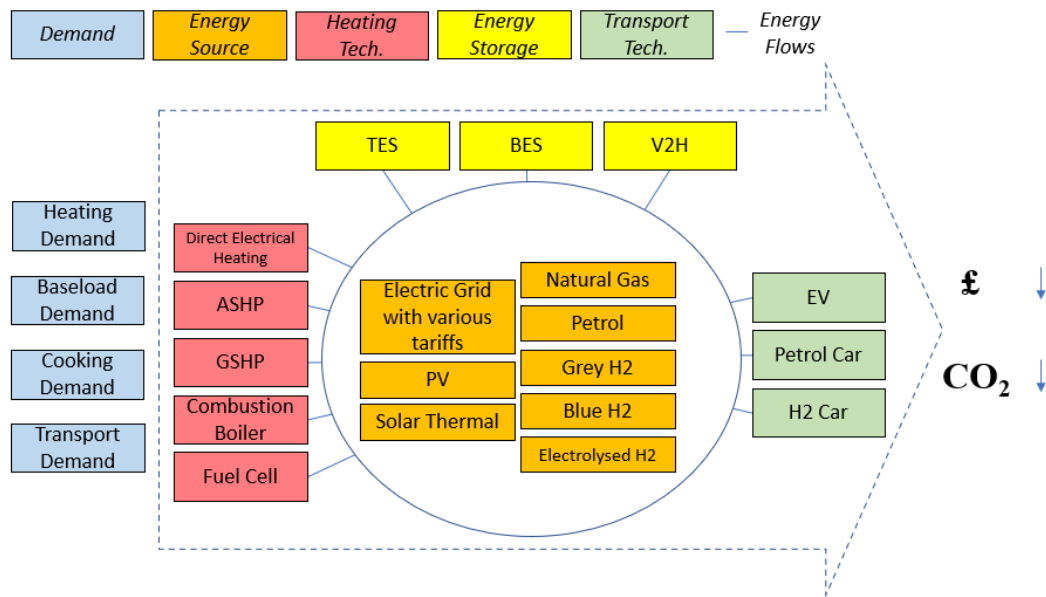 Demand
Energy
Source
Heating
Tech.
Energy
Storage
Transport
Tech.
Energy
Flows
TES
BES
V2H
Heating
Demand
Baseload
Demand
Cooking
Demand
Transport
Demand
Direct Electrical
Heating
ASHP
GSHP
Combustion
Boiler
Fuel Cell
Electric Grid
with various
tariffs
PV
Solar Thermal
Natural Gas
Petrol
Grey H2
Blue H2
Electrolysed H2
EV
Petrol Car
H2 Car
£
CO₂